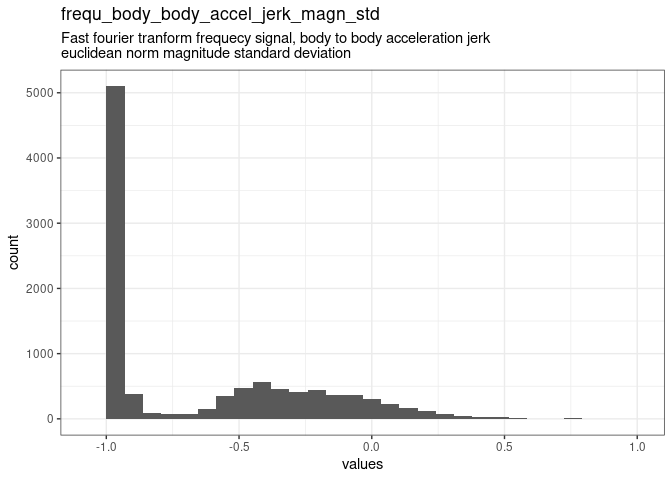 frequ_body_body_accel_jerk_magn_std
Fast fourier tranform frequecy signal, body to body acceleration jerk
euclidean norm magnitude standard deviation
5000
4000
3000
2000
1000
0
count
-1.0
-0.5
0.0
0.5
1.0
values